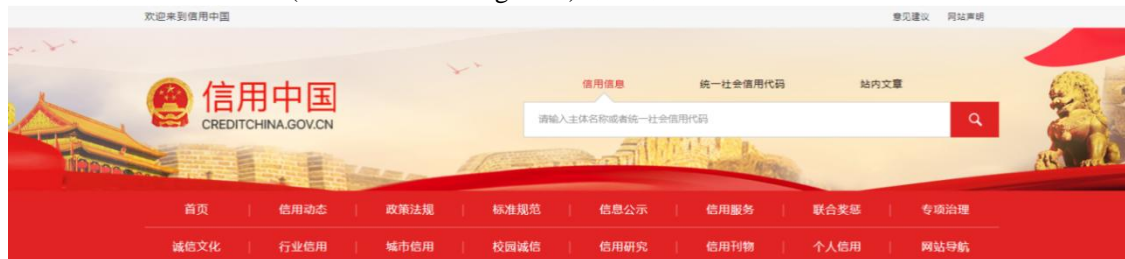 欢迎来到信用中国
意见建议 网站声明
信用中国
CREDITCHINA.GOV.CN
信用信息 统一社会信用代码 站内文章
请输入主体名称或者统一社会信用代码
首页 | 信用动态 | 政策法规 | 标准规范 | 信息公示 | 信用服务 | 联合奖惩 | 专项治理
诚信文化 | 行业信用 | 城市信用 | 校园诚信 | 信用研究 | 信用刊物 | 个人信用 | 网站导航